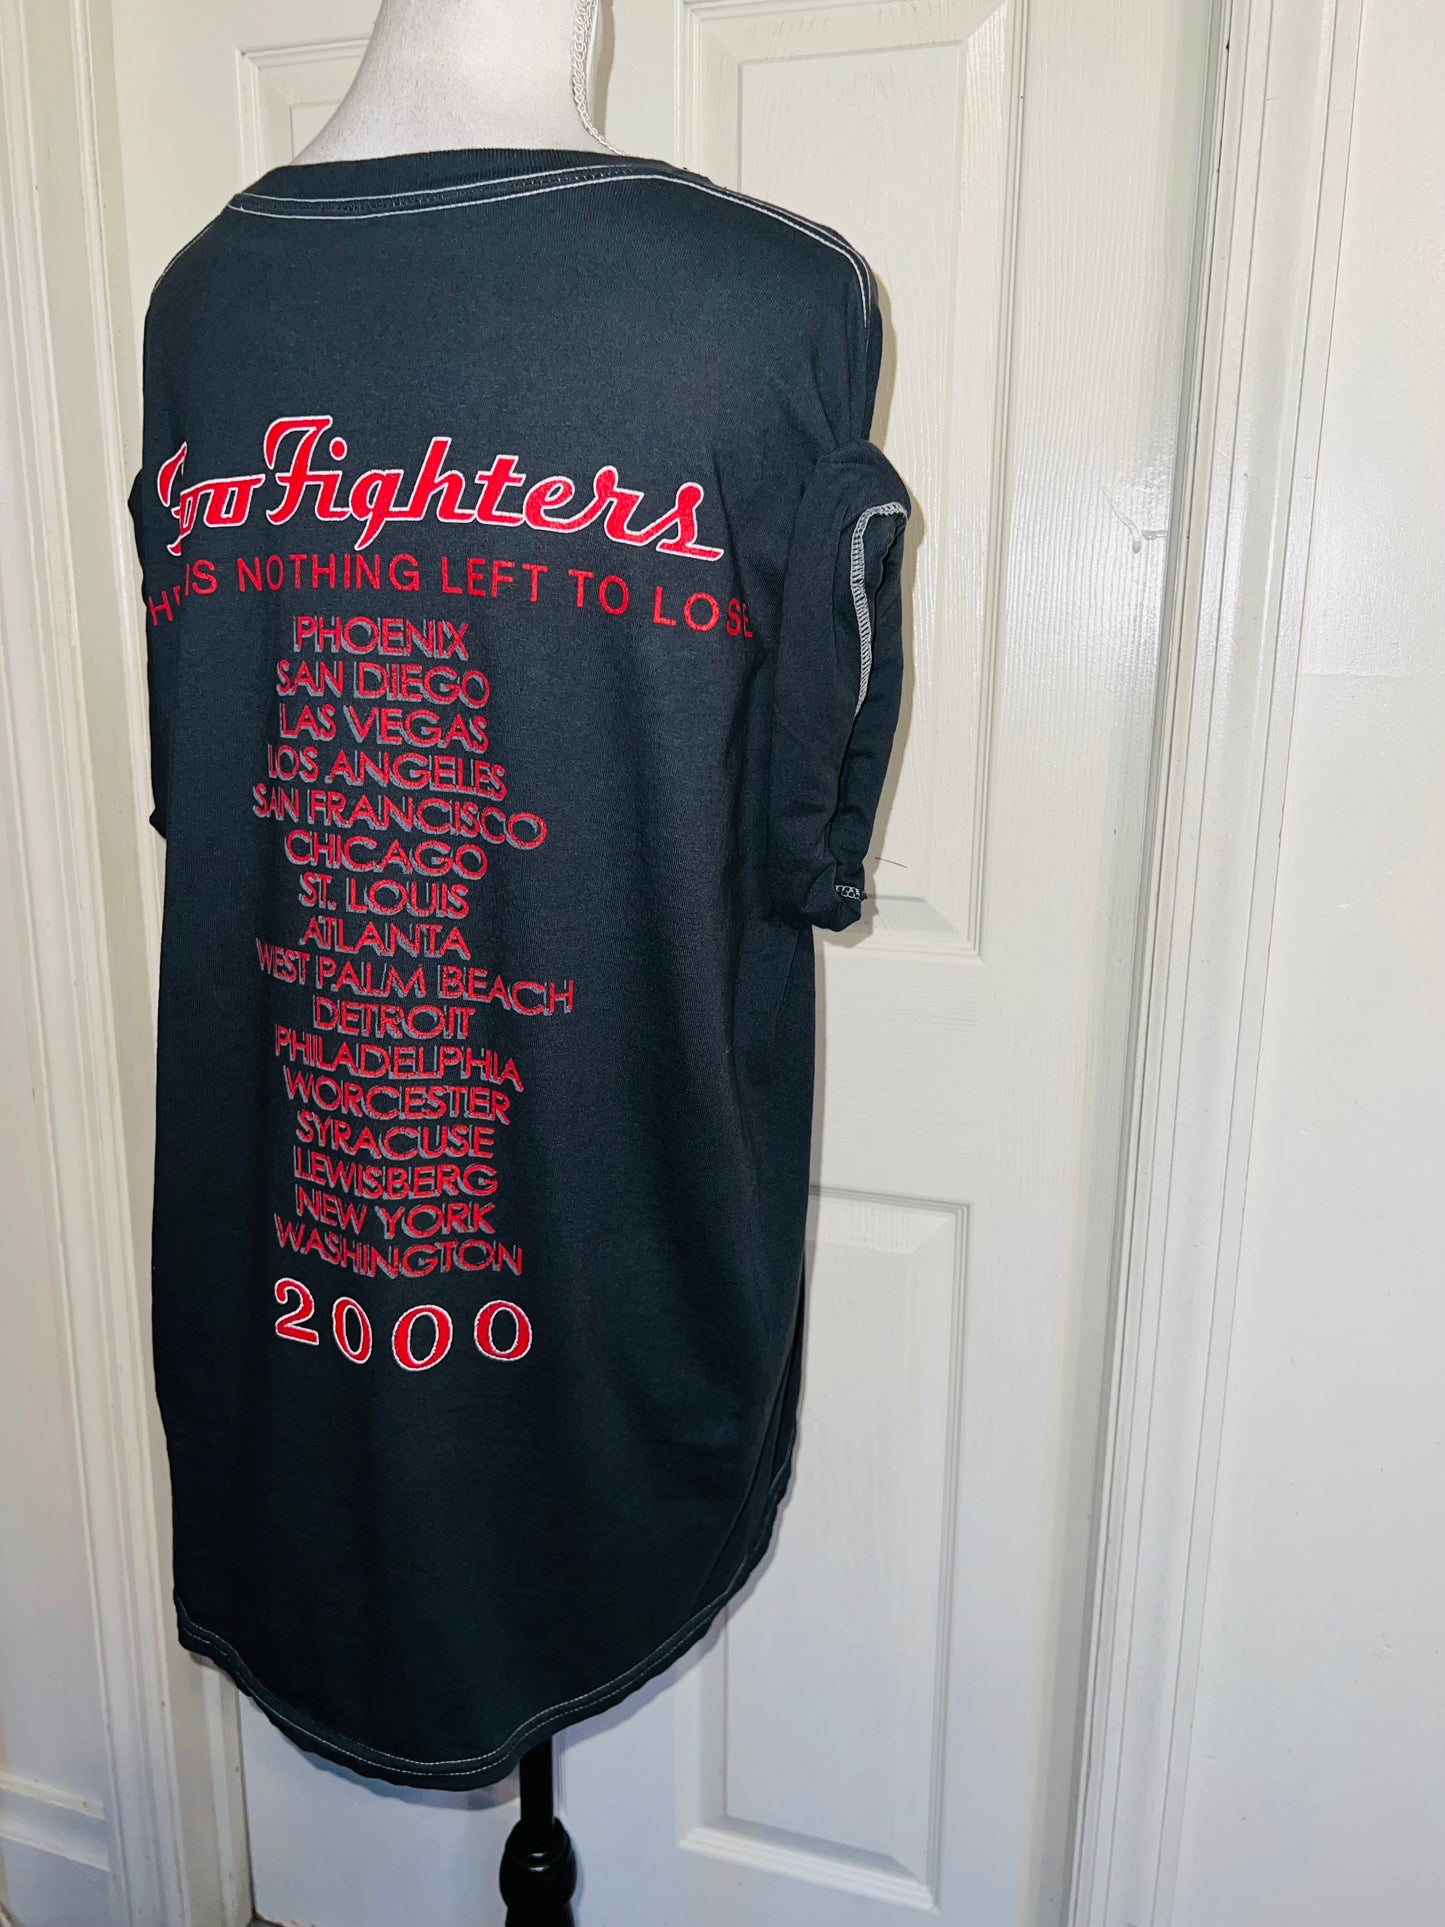 Foo Fighters
IS NOTHING LEFT TO LOSE
PHOENIX
SAN DIEGO
LAS VEGAS
LOS ANGELES
SAN FRANCISCO
CHICAGO
ST. LOUIS
ATLANTA
WEST PALM BEACH
DETROIT
PHILADELPHIA
WORCESTER
SYRACUSE
LEWISBERG
NEW YORK
WASHINGTON
2000